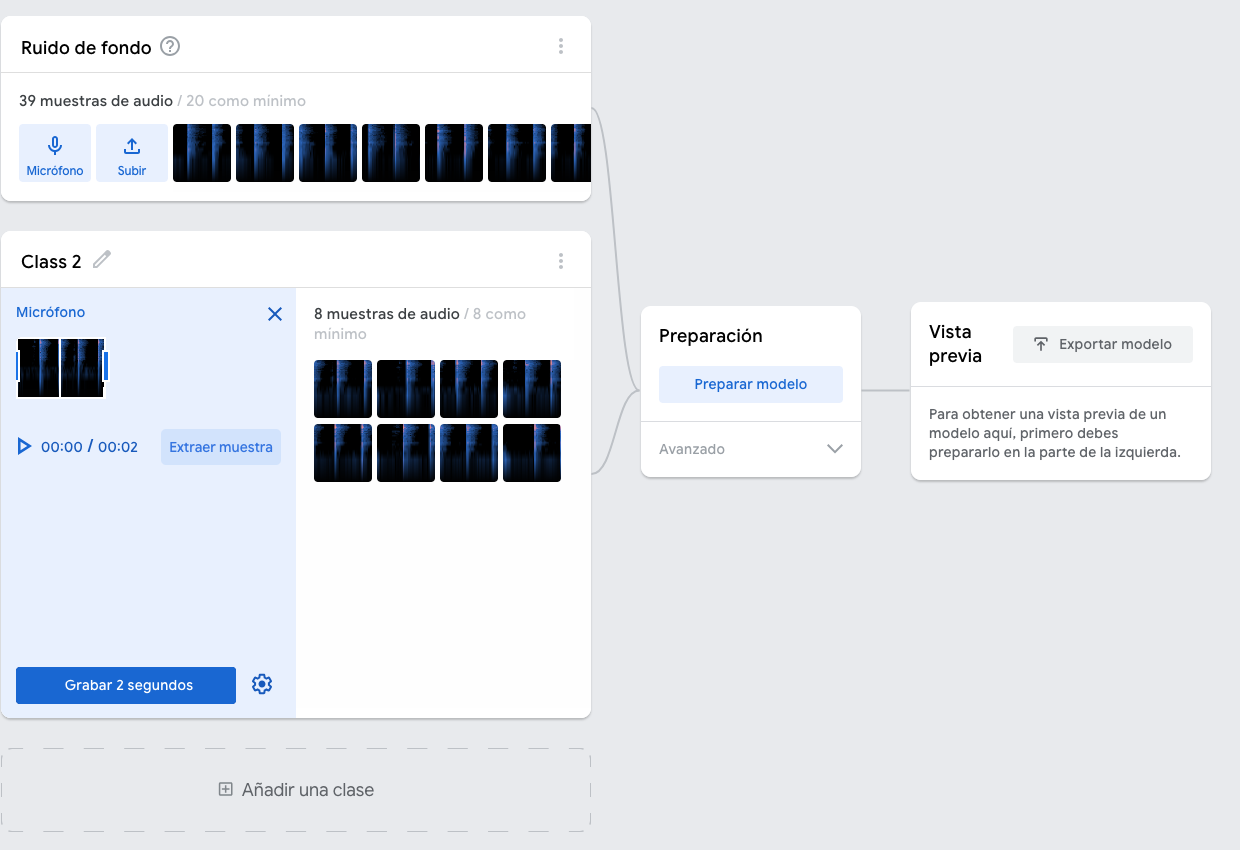 Ruido de fondo
39 muestras de audio / 20 como mínimo
Micrófono
Subir
Class 2
Micrófono
8 muestras de audio / 8 como
mínimo
00:00 / 00:02
Extraer muestra
Grabar 2 segundos
Añadir una clase
Preparación
Preparar modelo
Avanzado
Vista
previa
Exportar modelo
Para obtener una vista previa de un
modelo aquí, primero debes
prepararlo en la parte de la izquierda.